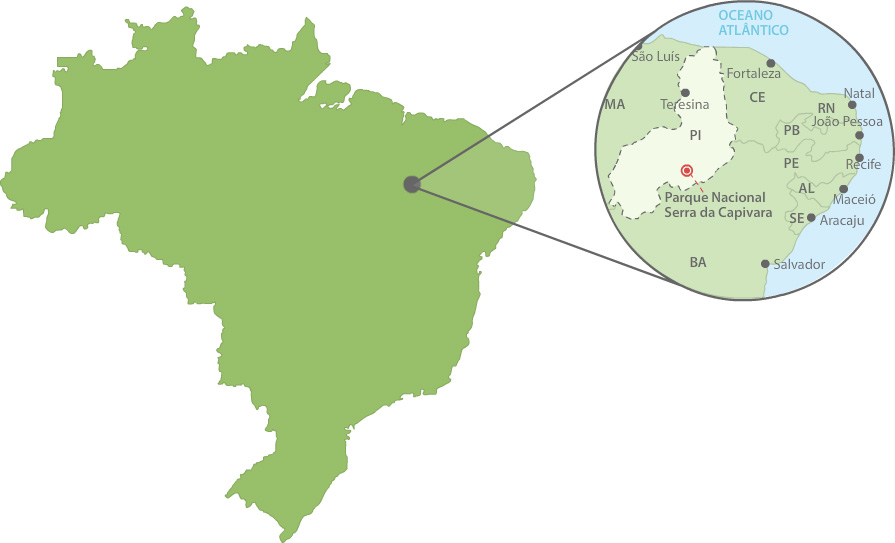 OCEANO
ATLÂNTICO
São Luís
Fortaleza
MA
Teresina
CE
Natal
RN
João Pessoa
PI
PB
PE
Recife
Parque Nacional
Serra da Capivara
AL
Maceió
SE
Aracaju
BA
Salvador